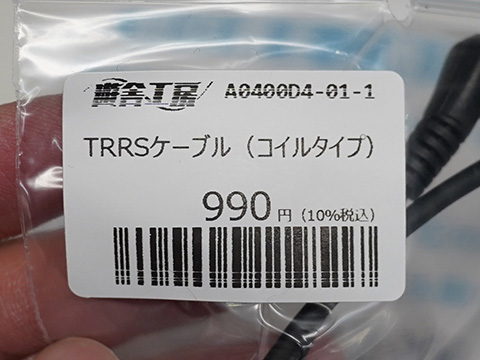 遊舎工房 A0400D4-01-1
TRRSケーブル（コイルタイプ）
990円（10%税込）